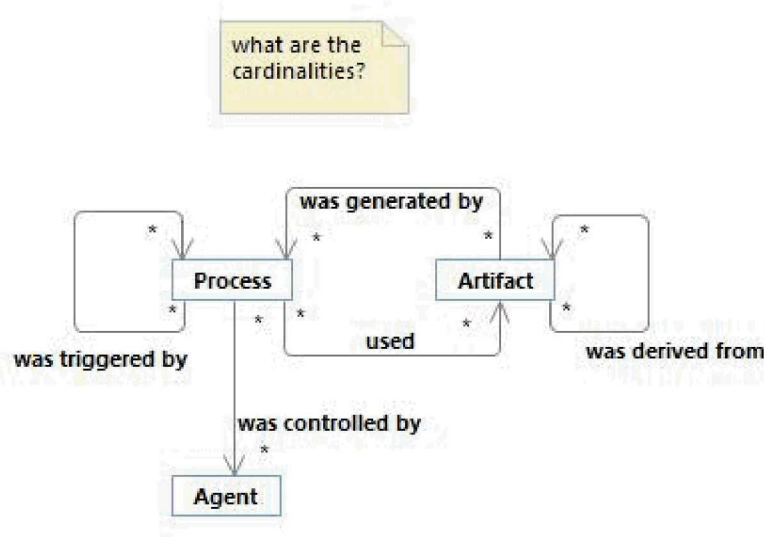 what are the
cardinalities?
was generated by
*
*
*
*
Process
Artifact
*
*
*
*
*
used
was triggered by
was derived from
was controlled by
*
Agent